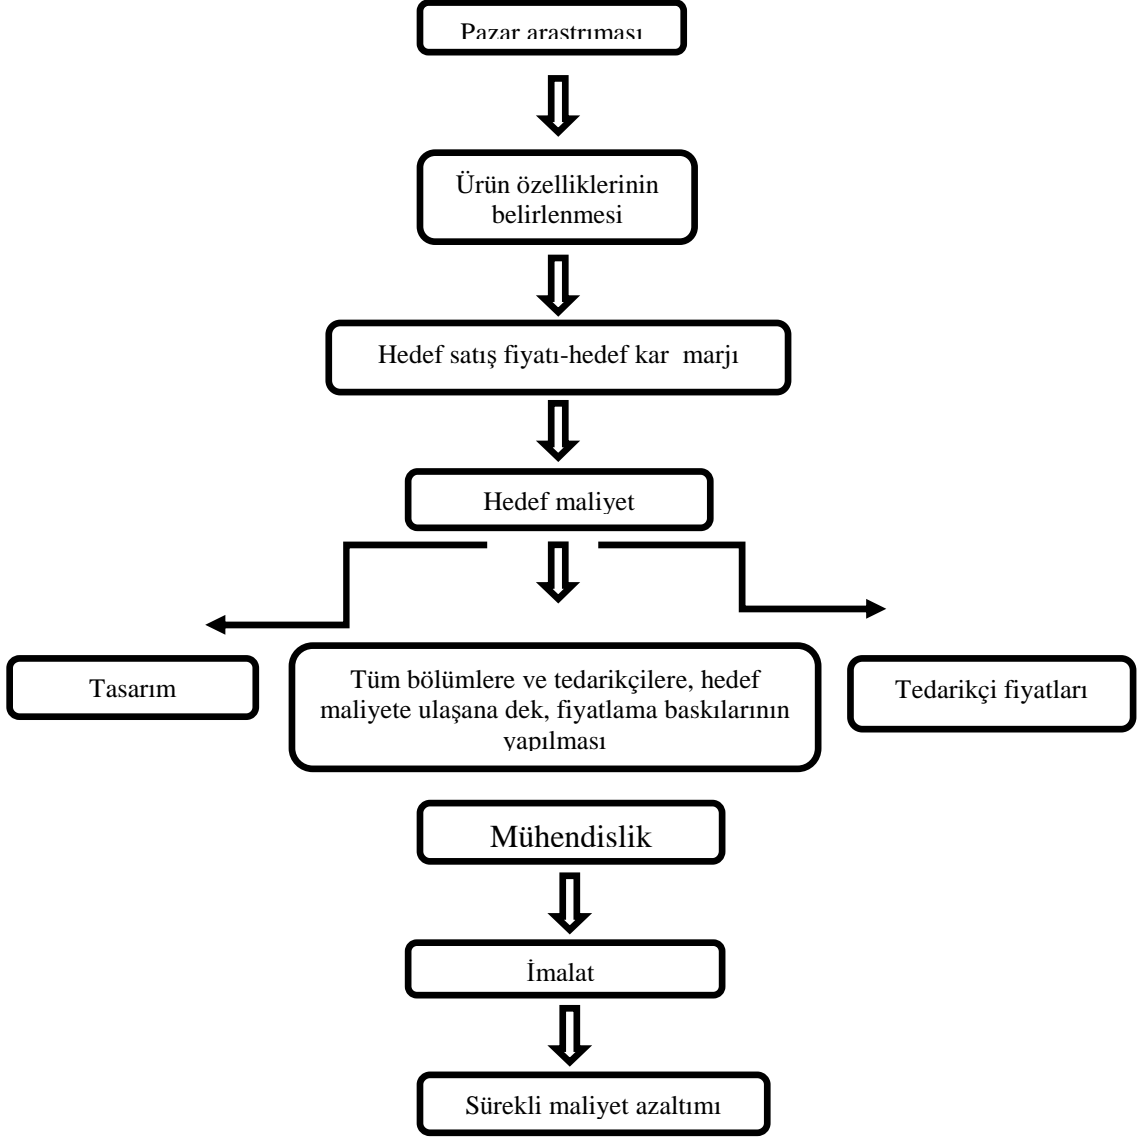 Pazar arastrıması
Ürün özelliklerinin
belirlenmesi
Hedef satış fiyatı-hedef kar marjı
Hedef maliyet
Tasarım
Tüm bölümlere ve tedarikçilere, hedef
maliyete ulaşana dek, fiyatlama baskılarının
yapılması
Tedarikçi fiyatları
Mühendislik
İmalat
Sürekli maliyet azaltımı